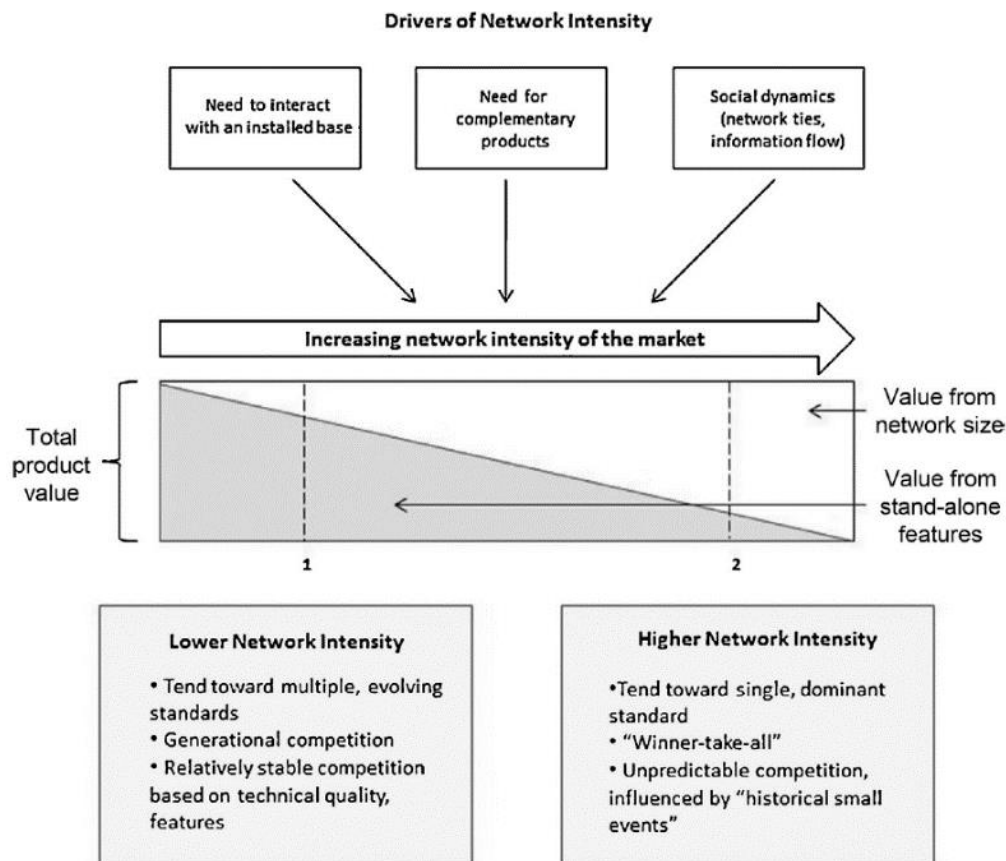 Drivers of Network Intensity
Need to interact
with an installed base
Need for
complementary
products
Social dynamics
(network ties,
information flow)
Increasing network intensity of the market
Total
product
value
Value from
network size
Value from
stand-alone
features
1
2
Lower Network Intensity
• Tend toward multiple, evolving
standards
• Generational competition
• Relatively stable competition
based on technical quality,
features
Higher Network Intensity
•Tend toward single, dominant
standard
• “Winner-take-all”
• Unpredictable competition,
influenced by “historical small
events”